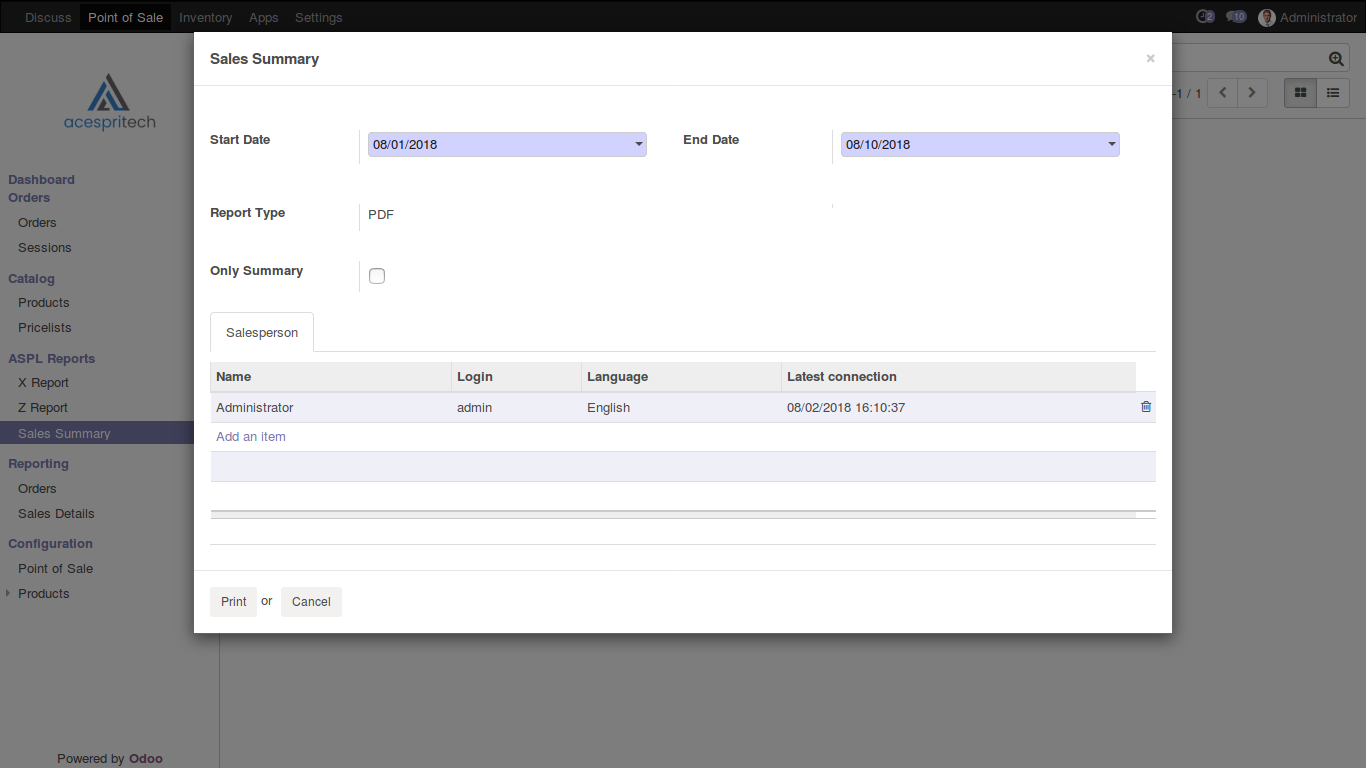 Discuss Point of Sale Inventory Apps Settings 2 10 Administrator
Sales Summary ×
-1 / 1
acespritech
Start Date 08/01/2018 End Date 08/10/2018
Dashboard
Orders
Orders
Sessions
Catalog
Products
Pricelists
ASPL Reports
X Report
Z Report
Sales Summary
Reporting
Orders
Sales Details
Configuration
Point of Sale
Products
Powered by Odoo
Report Type PDF
Only Summary
Salesperson
Name Login Language Latest connection
Administrator admin English 08/02/2018 16:10:37
Add an item
Print or Cancel